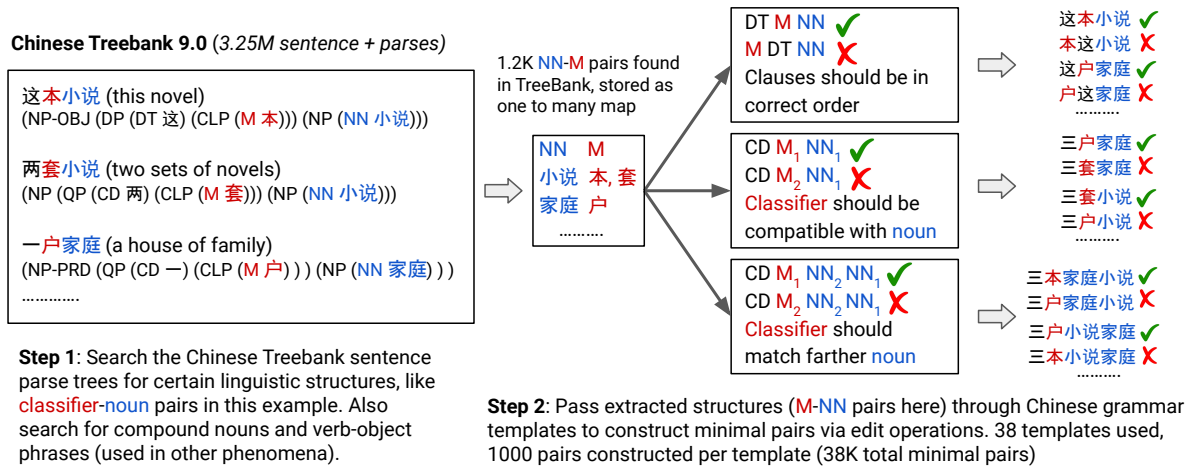 Chinese Treebank 9.0 (3.25M sentence + parses)
这本小说 (this novel)
(NP-OBJ (DP (DT 这) (CLP (M 本))) (NP (NN 小说)))
两套小说 (two sets of novels)
(NP (QP (CD 两) (CLP (M 套))) (NP (NN 小说)))
一户家庭 (a house of family)
(NP-PRD (QP (CD 一) (CLP (M 户) ) ) (NP (NN 家庭) ) )
.............
Step 1: Search the Chinese Treebank sentence
parse trees for certain linguistic structures, like
classifier-noun pairs in this example. Also
search for compound nouns and verb-object
phrases (used in other phenomena).
1.2K NN-M pairs found
in TreeBank, stored as
one to many map
NN M
小说 本, 套
家庭 户
..........
DT M NN ✓
M DT NN ✗
Clauses should be in
correct order
CD M1 NN1 ✓
CD M2 NN1 ✗
Classifier should be
compatible with noun
CD M1 NN2 NN1 ✓
CD M2 NN2 NN1 ✗
Classifier should
match farther noun
这本小说 ✓
本这小说 ✗
这户家庭 ✓
户这家庭 ✗
..........
三户家庭 ✓
三套家庭 ✗
三套小说 ✓
三户小说 ✗
..........
三本家庭小说 ✓
三户家庭小说 ✗
三户小说家庭 ✓
三本小说家庭 ✗
..........
Step 2: Pass extracted structures (M-NN pairs here) through Chinese grammar
templates to construct minimal pairs via edit operations. 38 templates used,
1000 pairs constructed per template (38K total minimal pairs)